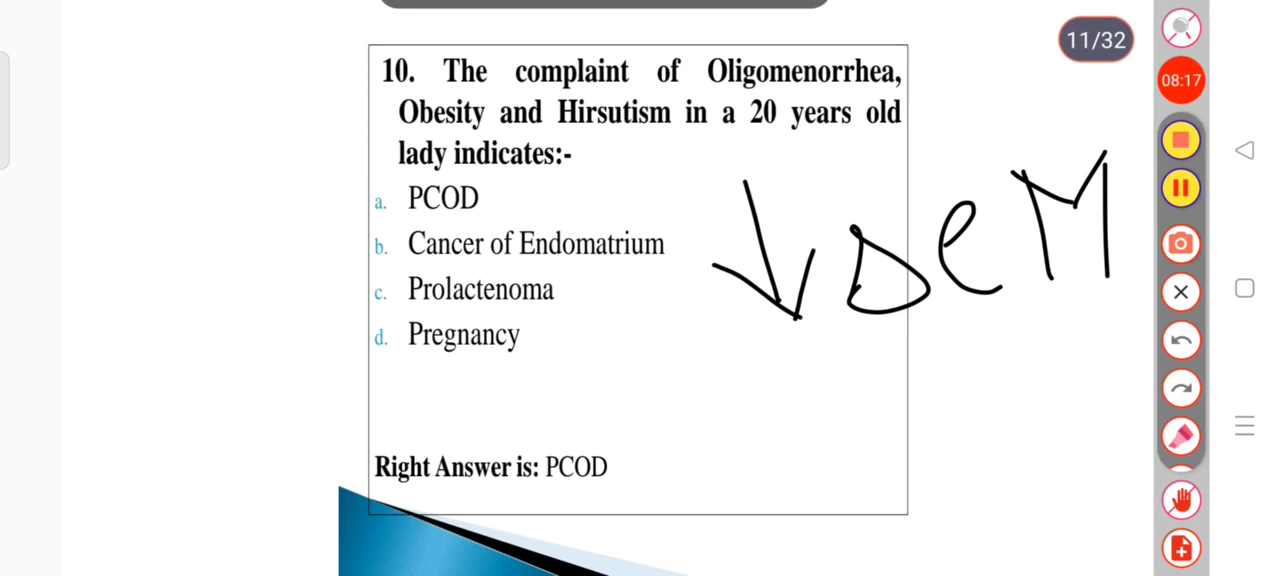 11/32
08:17
10. The complaint of Oligomenorrhea,
Obesity and Hirsutism in a 20 years old
lady indicates:-
a. PCOD
b. Cancer of Endomatrium
c. Prolactenoma
d. Pregnancy
Right Answer is: PCOD